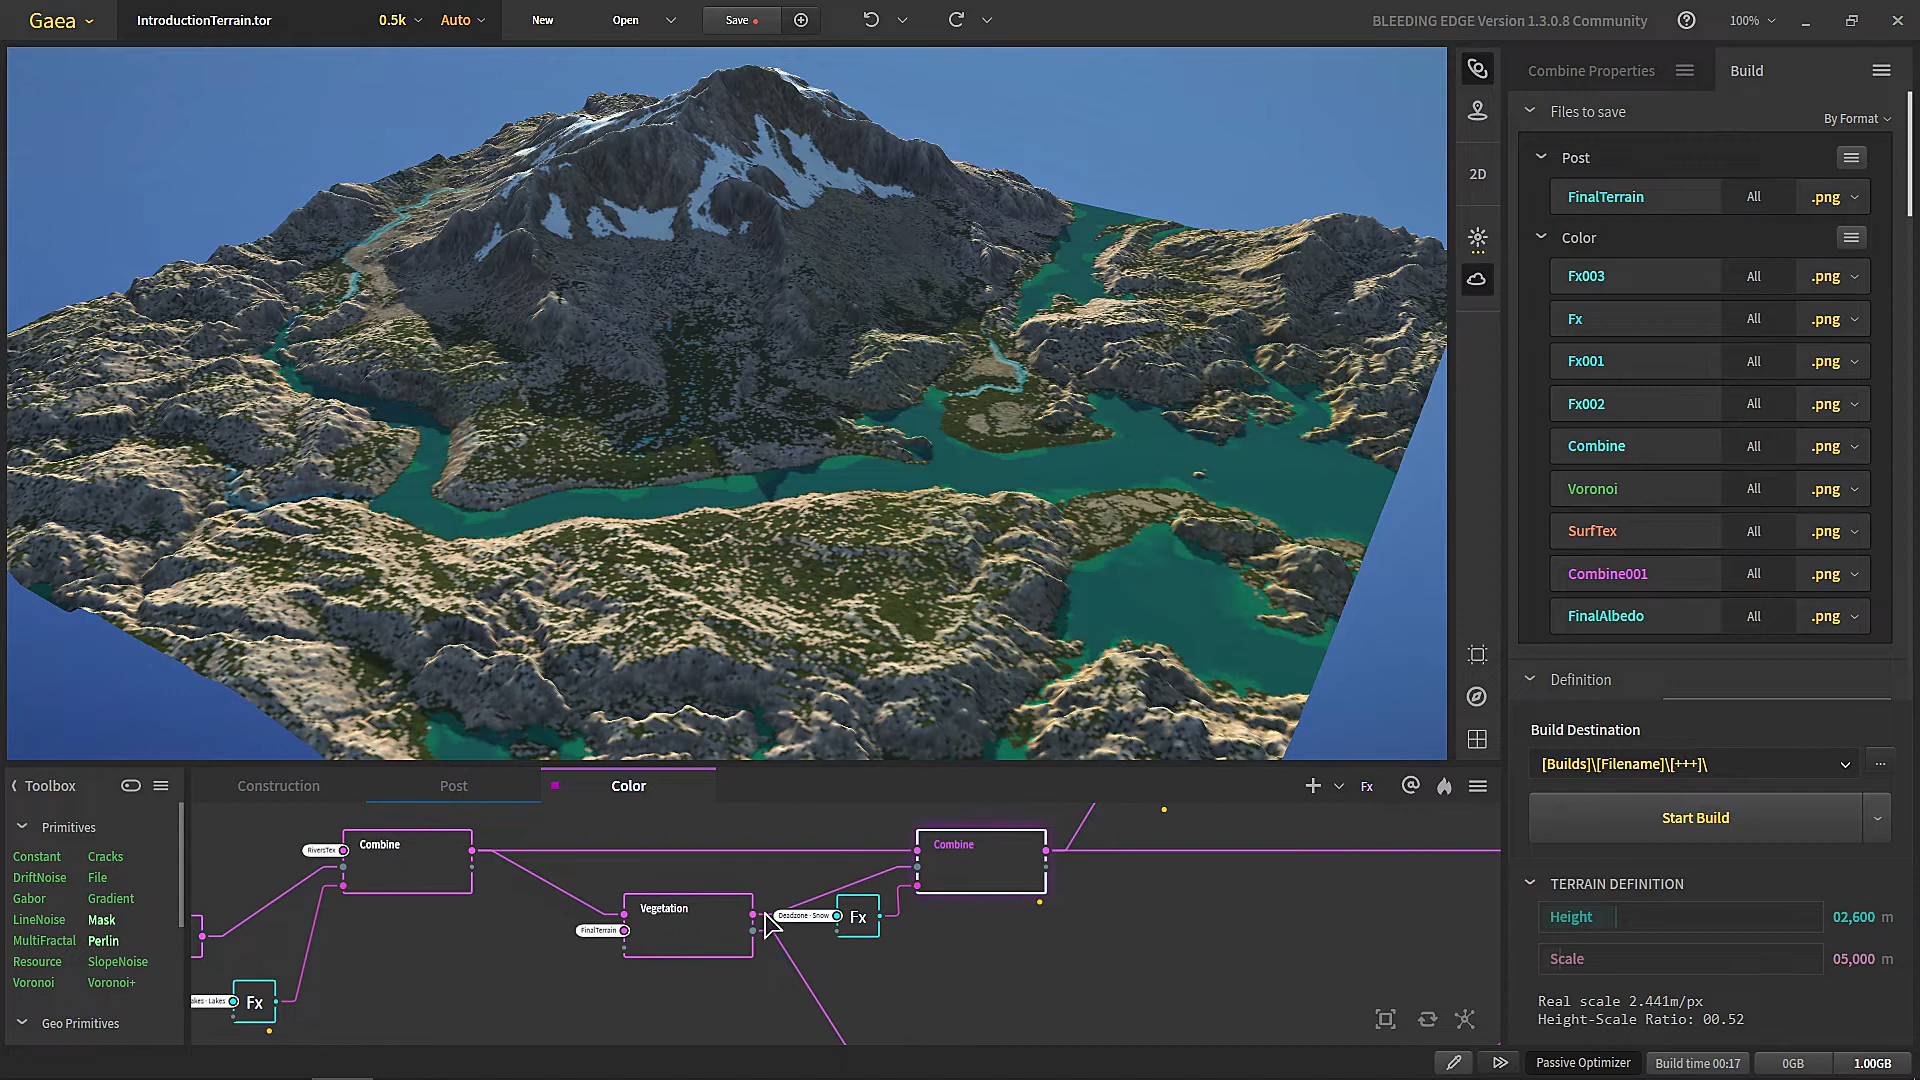 Gaea
IntroductionTerrain.tor
0.5k
Auto
New
Open
Save
BLEEDING EDGE Version 1.3.0.8 Community
100%
2D
Combine Properties
Build
Files to save
By Format
Post
FinalTerrain All .png
Color
Fx003 All .png
Fx All .png
Fx001 All .png
Fx002 All .png
Combine All .png
Voronoi All .png
SurfTex All .png
Combine001 All .png
FinalAlbedo All .png
Definition
Build Destination
[Builds]\[Filename]\[+++]\
...
Start Build
TERRAIN DEFINITION
Height 02,600 m
Scale 05,000 m
Real scale 2.441m/px
Height-Scale Ratio: 00.52
Toolbox
Primitives
Constant Cracks
DriftNoise File
Gabor Gradient
LineNoise Mask
MultiFractal Perlin
Resource SlopeNoise
Voronoi Voronoi+
Geo Primitives
Construction
Post
Color
Fx
RiversTex
Combine
Combine
Vegetation
FinalTerrain
Deadzone - Snow
Fx
akes - Lakes
Fx
Passive Optimizer
Build time 00:17
0GB
1.00GB